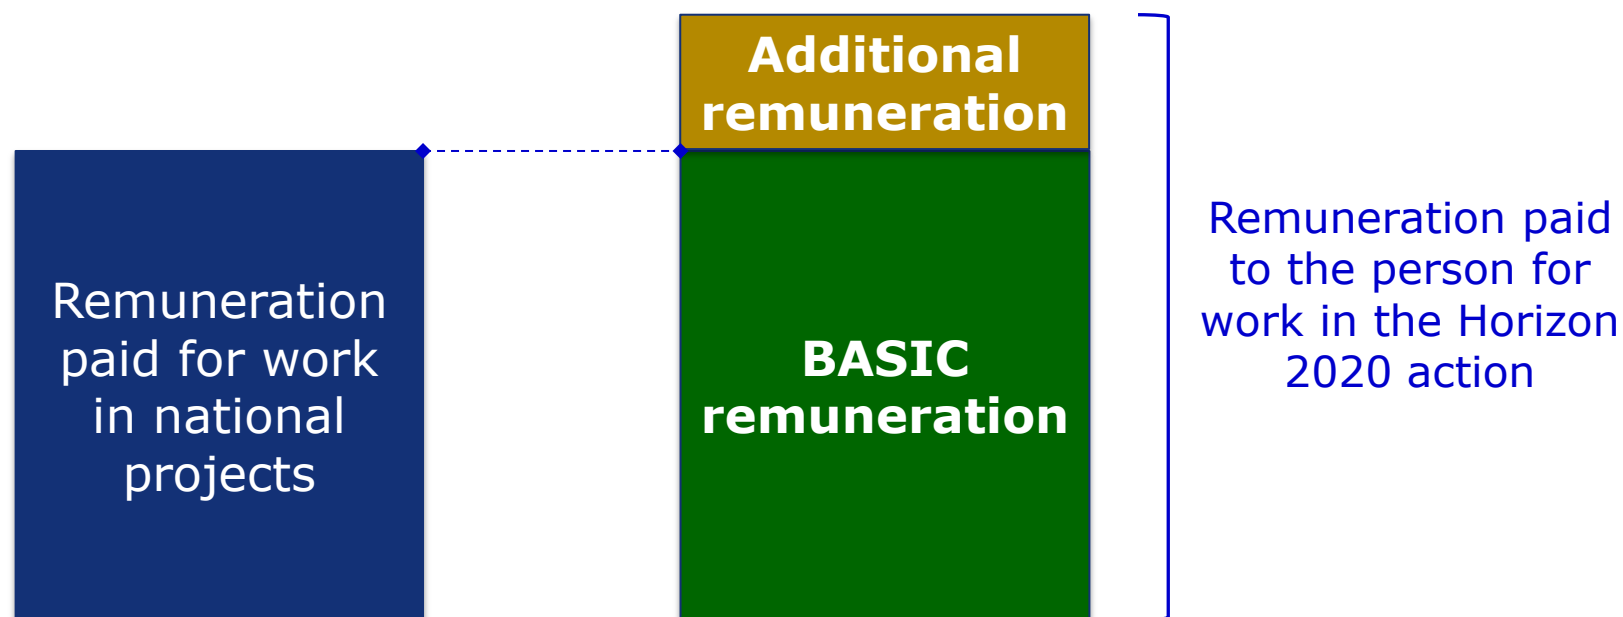 Additional
remuneration
Remuneration
paid for work
in national
projects
BASIC
remuneration
Remuneration paid
to the person for
work in the Horizon
2020 action